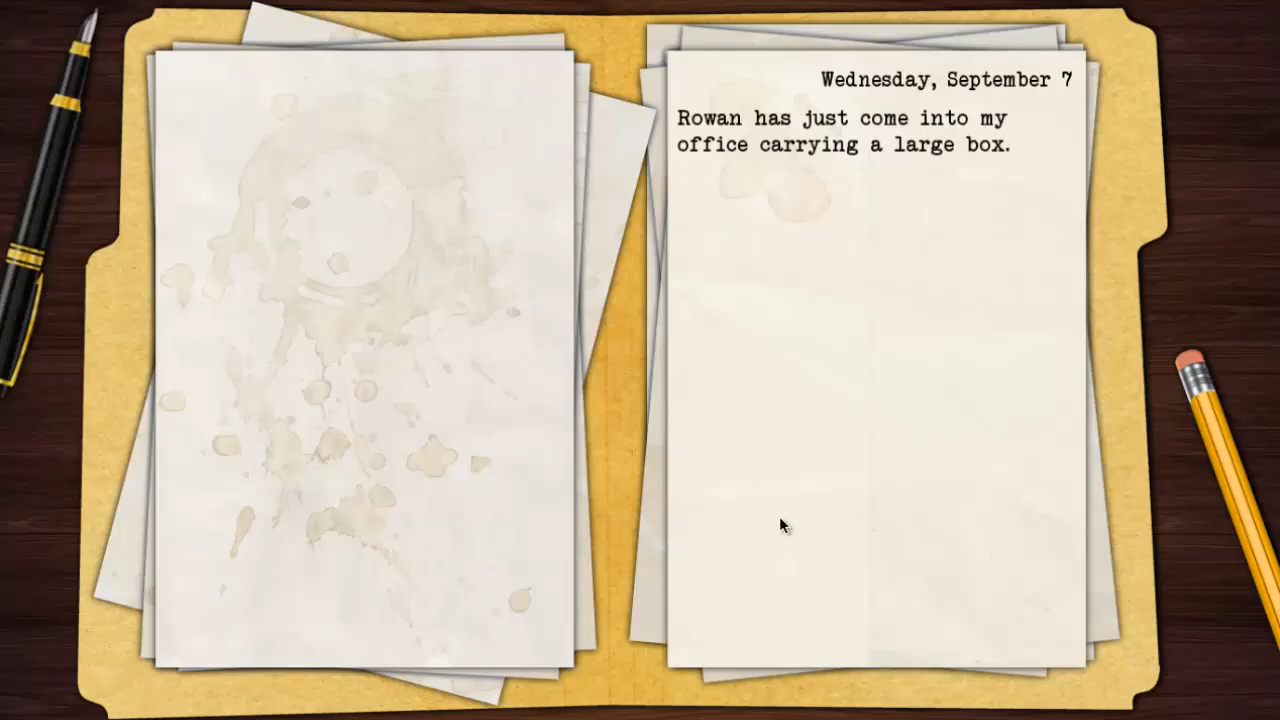 Wednesday, September 7
Rowan has just come into my
office carrying a large box.